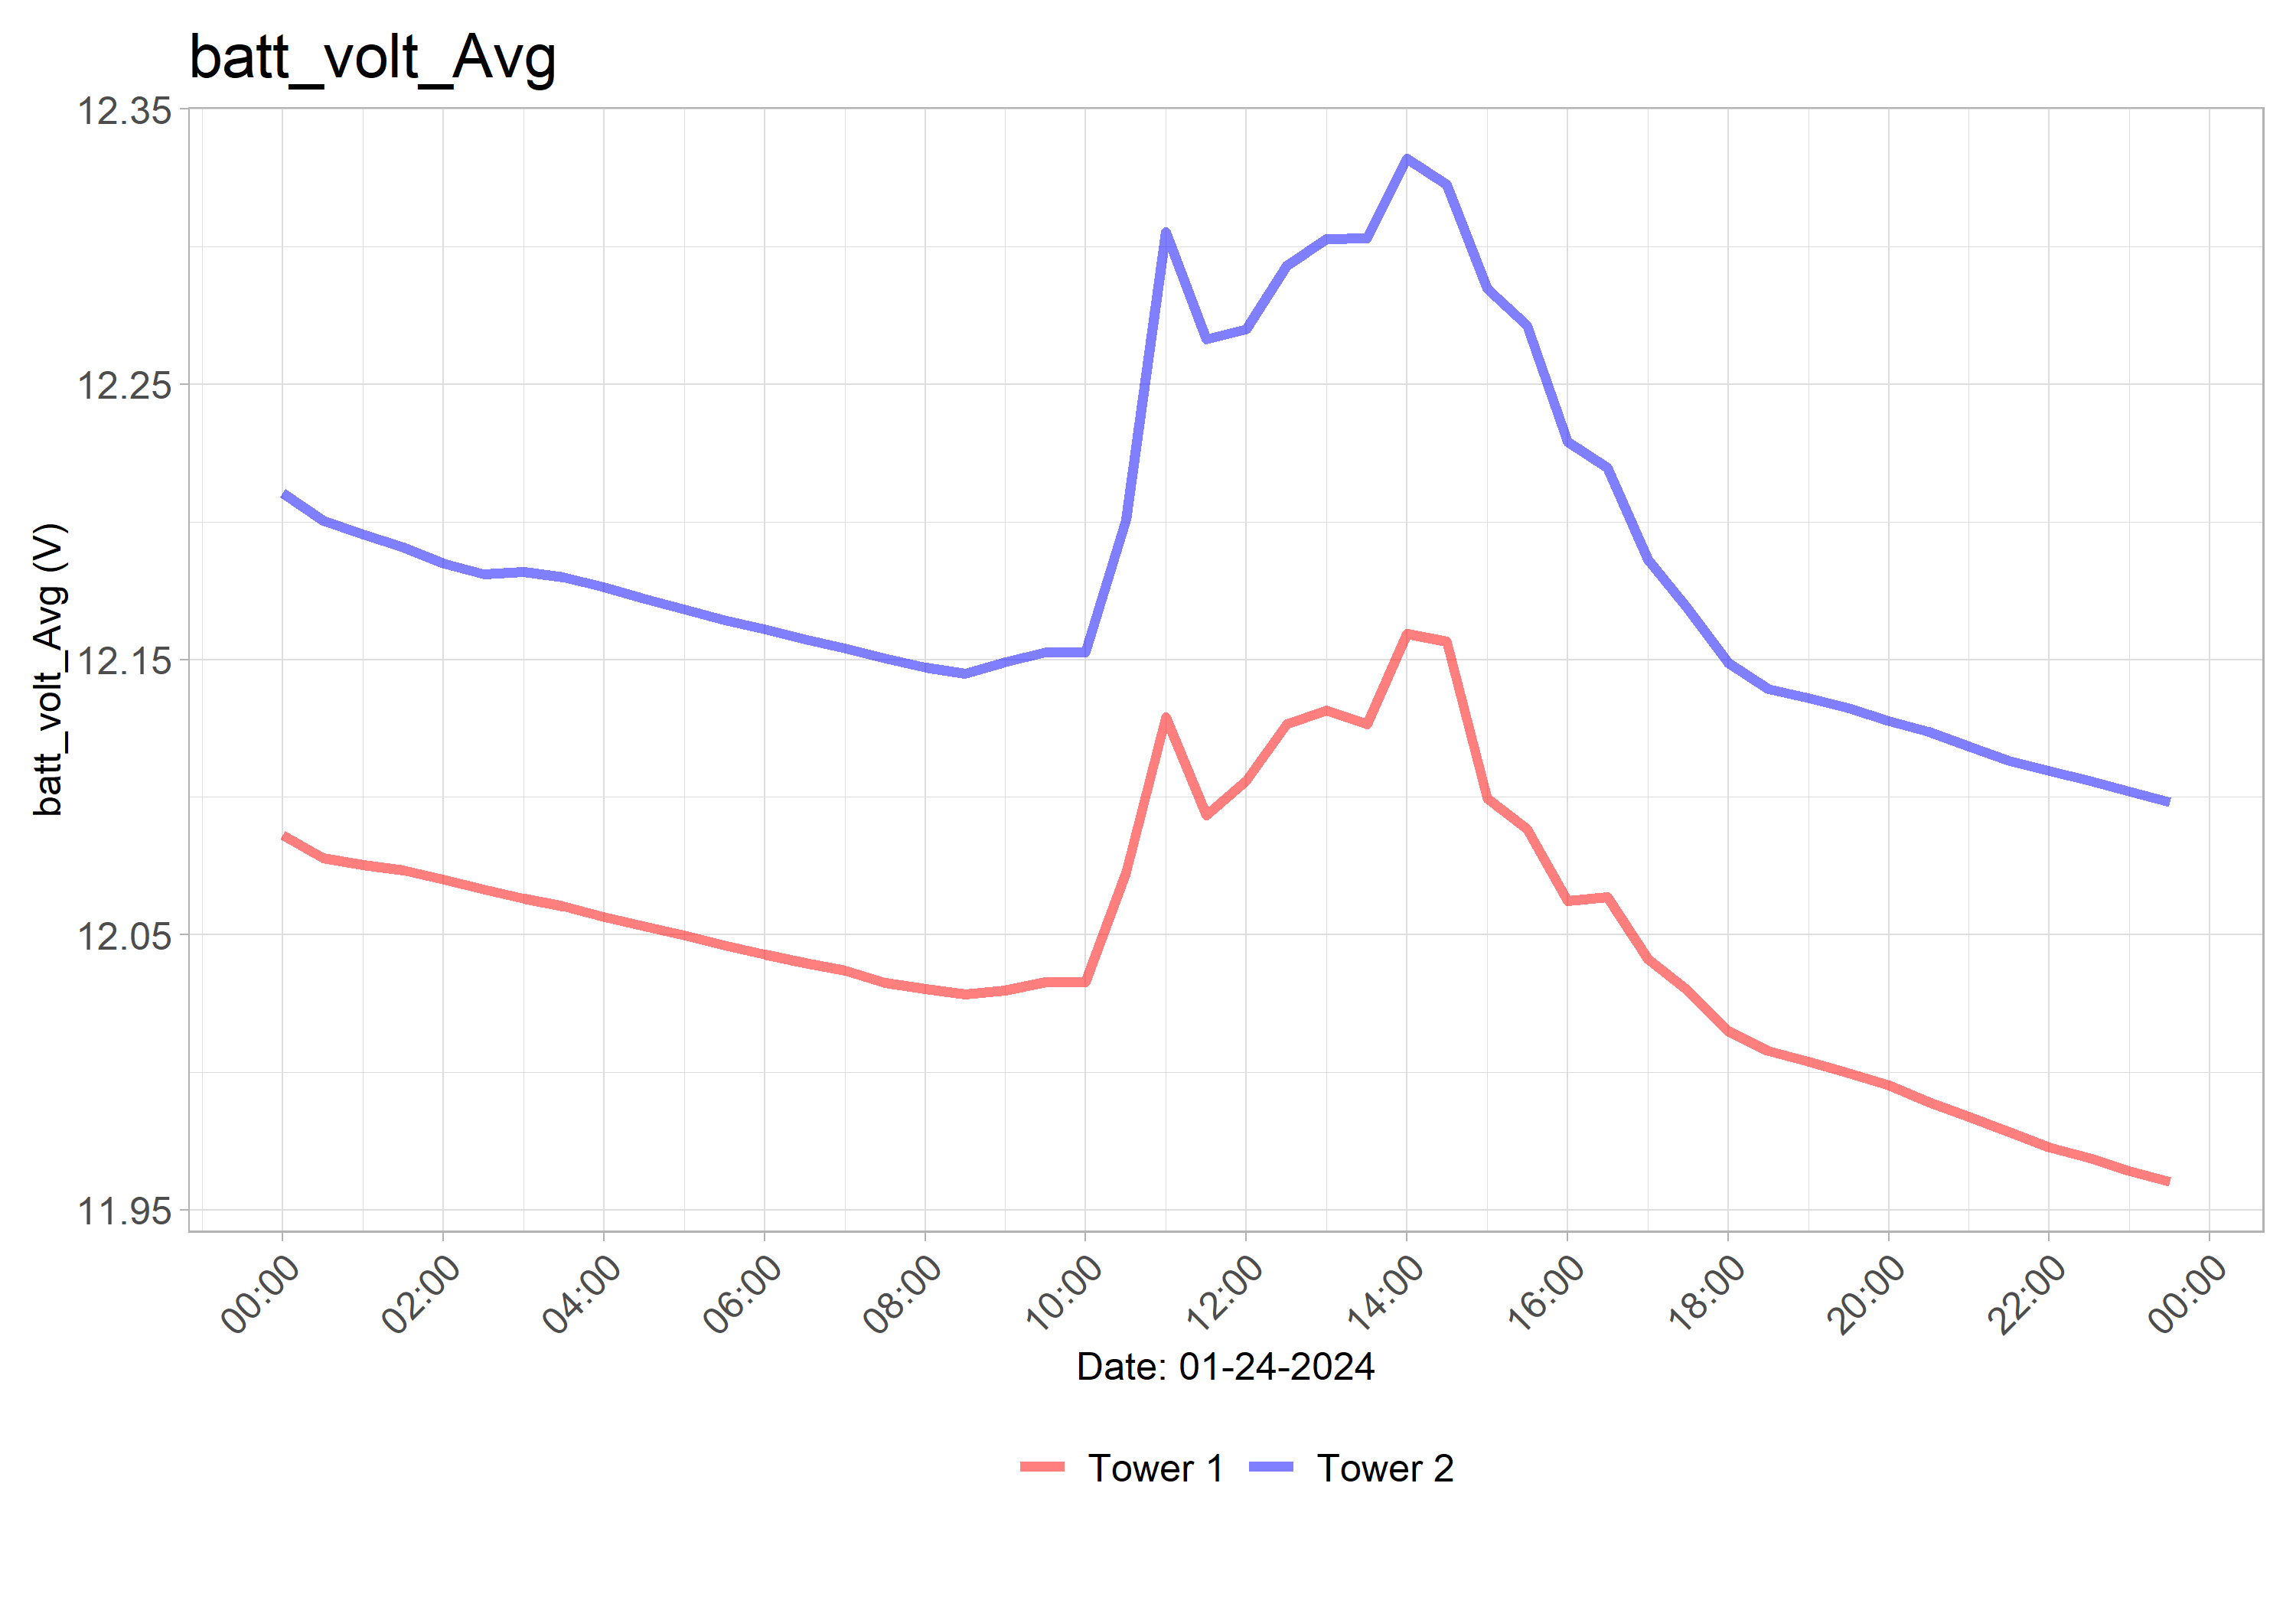 batt_volt_Avg
12.35
12.25
12.15
12.05
11.95
batt_volt_Avg (V)
00:00 02:00 04:00 06:00 08:00 10:00 12:00 14:00 16:00 18:00 20:00 22:00 00:00
Date: 01-24-2024
Tower 1 Tower 2